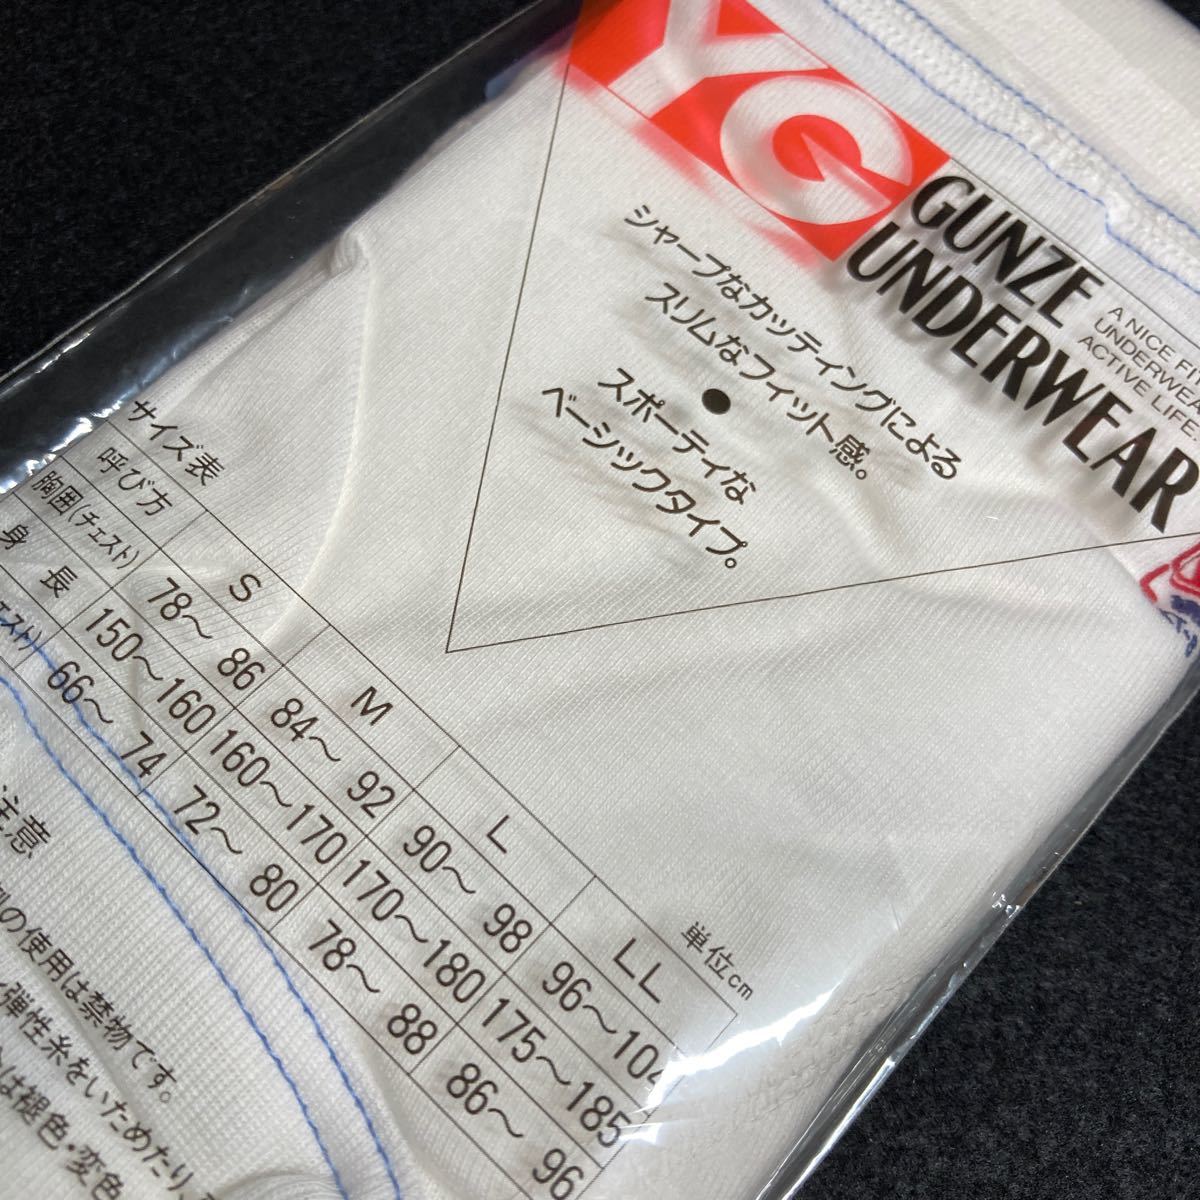 YG
GUNZE
UNDERWEAR
A NICE FI
UNDERWEA
ACTIVE LIFE
シャープなカッティングによる
スリムなフィット感。
●
スポーティな
ベーシックタイプ。
サイズ表
単位cm
呼び方 S M L LL
胸囲(チェスト) 78〜86 84〜92 90〜98 96〜104
身長 150〜160 160〜170 170〜180 175〜185
ェスト) 66〜74 72〜80 78〜88 86〜96
注意
の使用は禁物です。
弾性糸をいためたり、
は褪色・変色